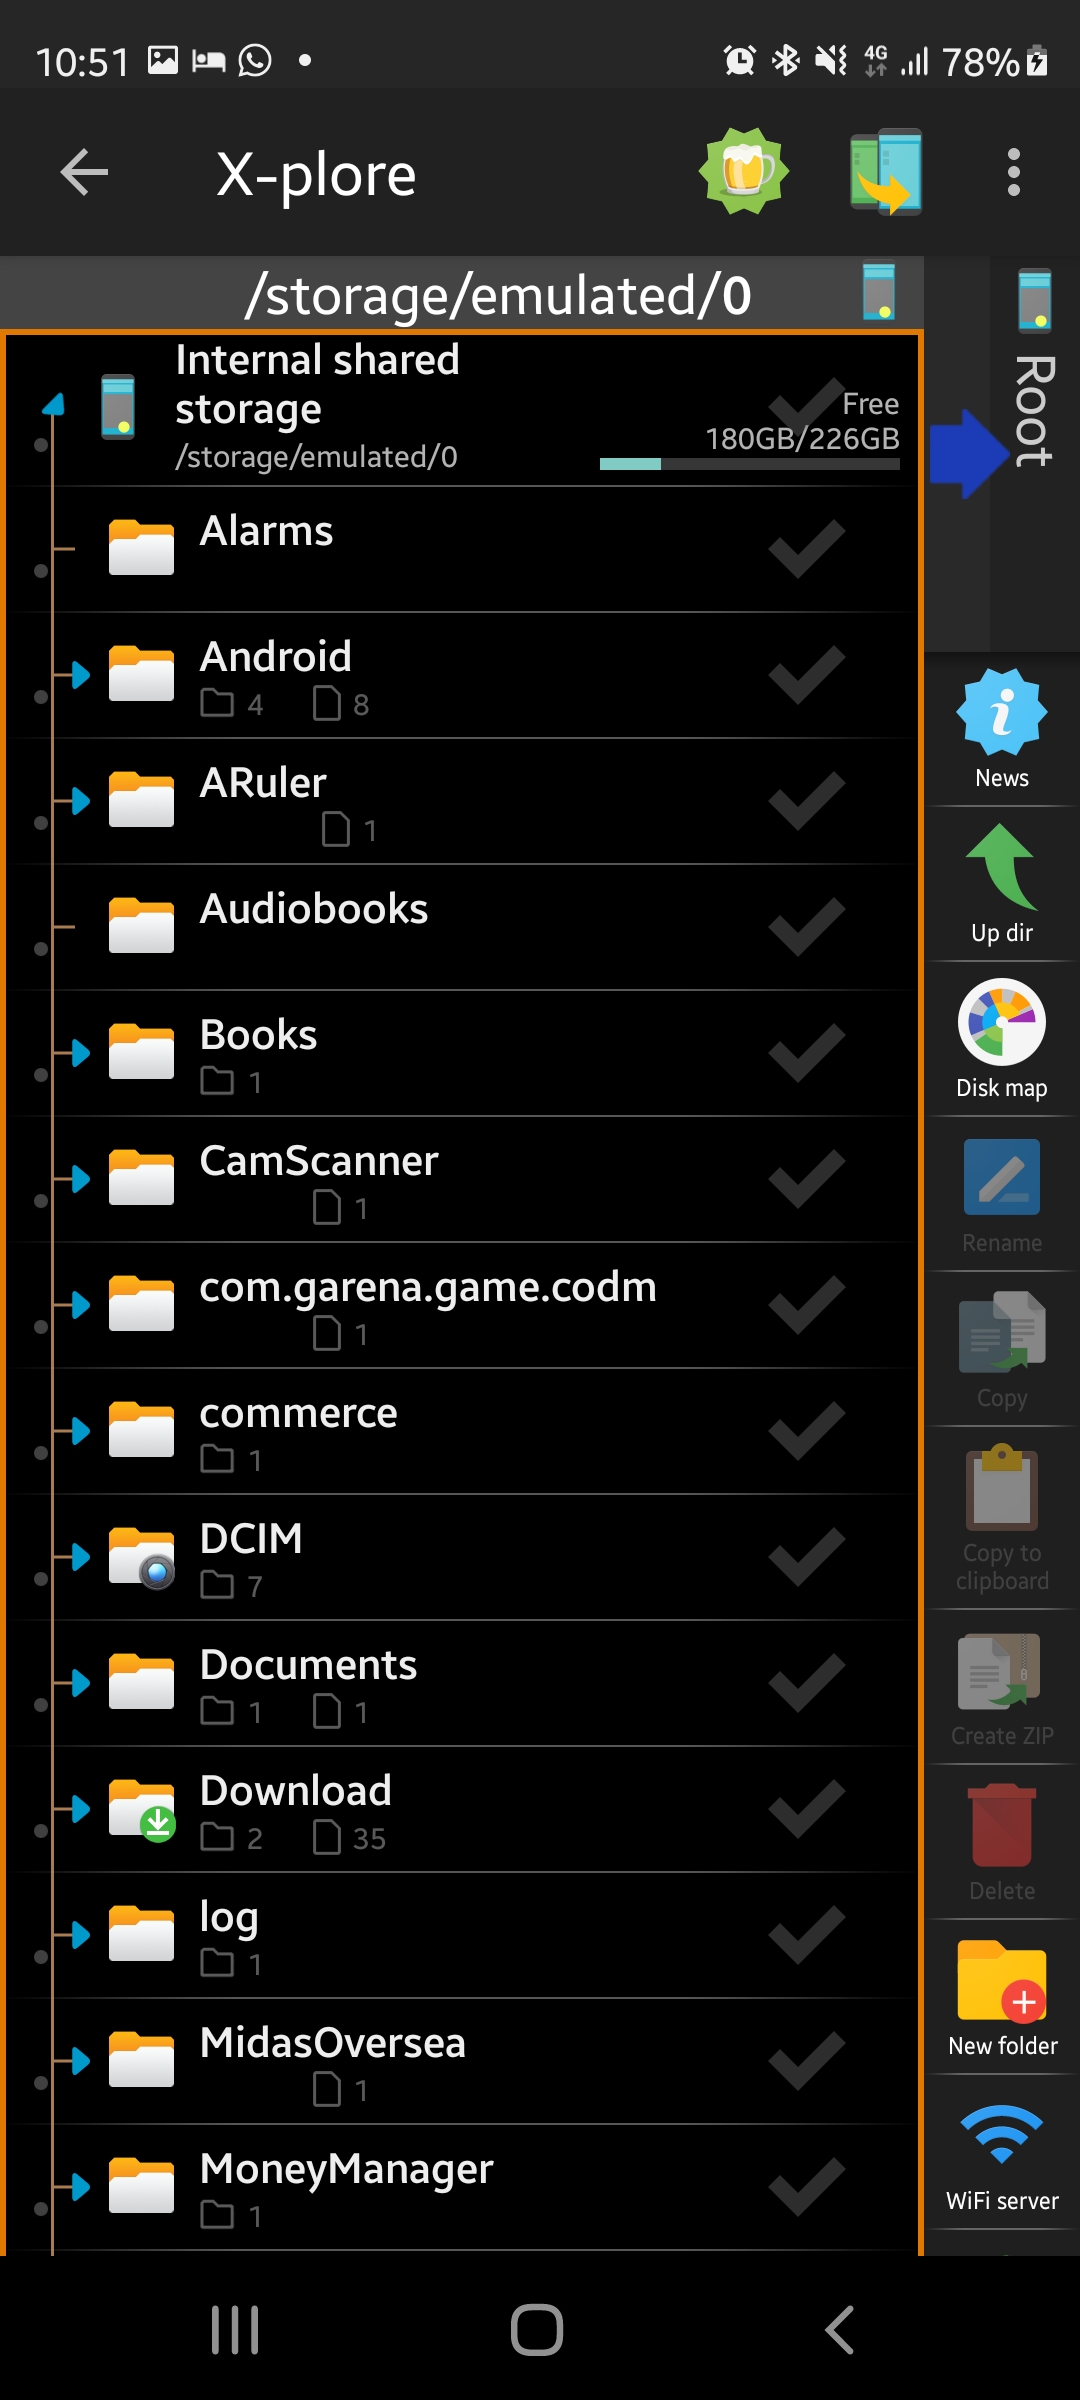 10:51
4G 78%
X-plore
/storage/emulated/0
Root
Internal shared
storage
/storage/emulated/0
Free
180GB/226GB
Alarms
Android
4 8
ARuler
1
Audiobooks
Books
1
CamScanner
1
com.garena.game.codm
1
commerce
1
DCIM
7
Documents
1 1
Download
2 35
log
1
MidasOversea
1
MoneyManager
1
News
Up dir
Disk map
Rename
Copy
Copy to
clipboard
Create ZIP
Delete
New folder
WiFi server